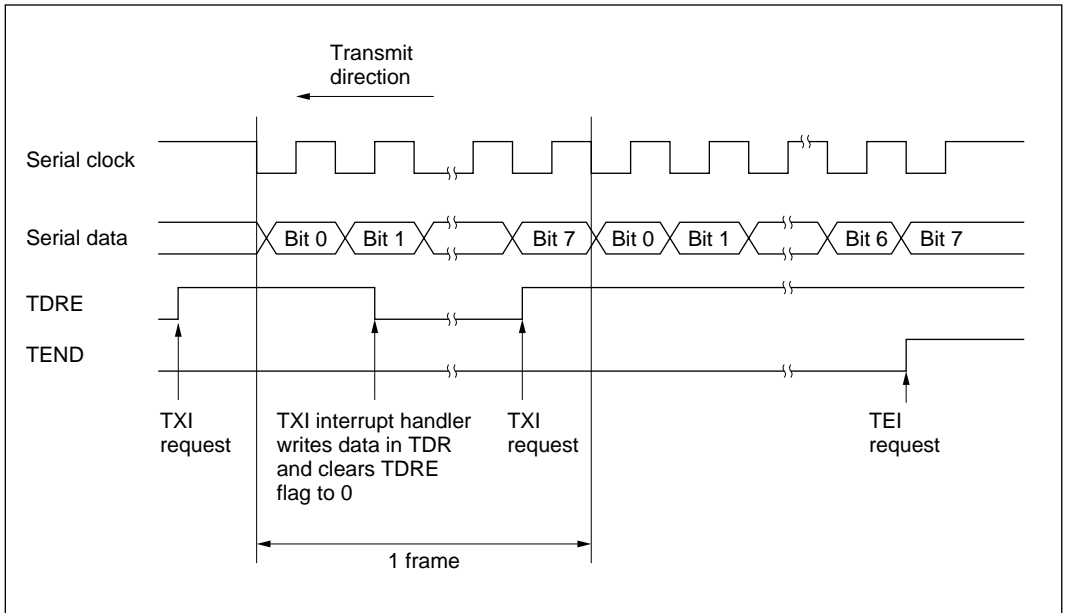 Transmit
direction
Serial clock
Serial data
Bit 0
Bit 1
Bit 7
Bit 0
Bit 1
Bit 6
Bit 7
TDRE
TEND
TXI
request
TXI interrupt handler
writes data in TDR
and clears TDRE
flag to 0
TXI
request
TEI
request
1 frame